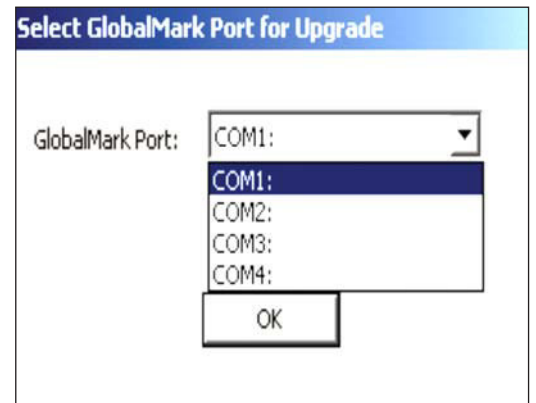 Select GlobalMark Port for Upgrade
GlobalMark Port: COM1:
COM1:
COM2:
COM3:
COM4:
OK